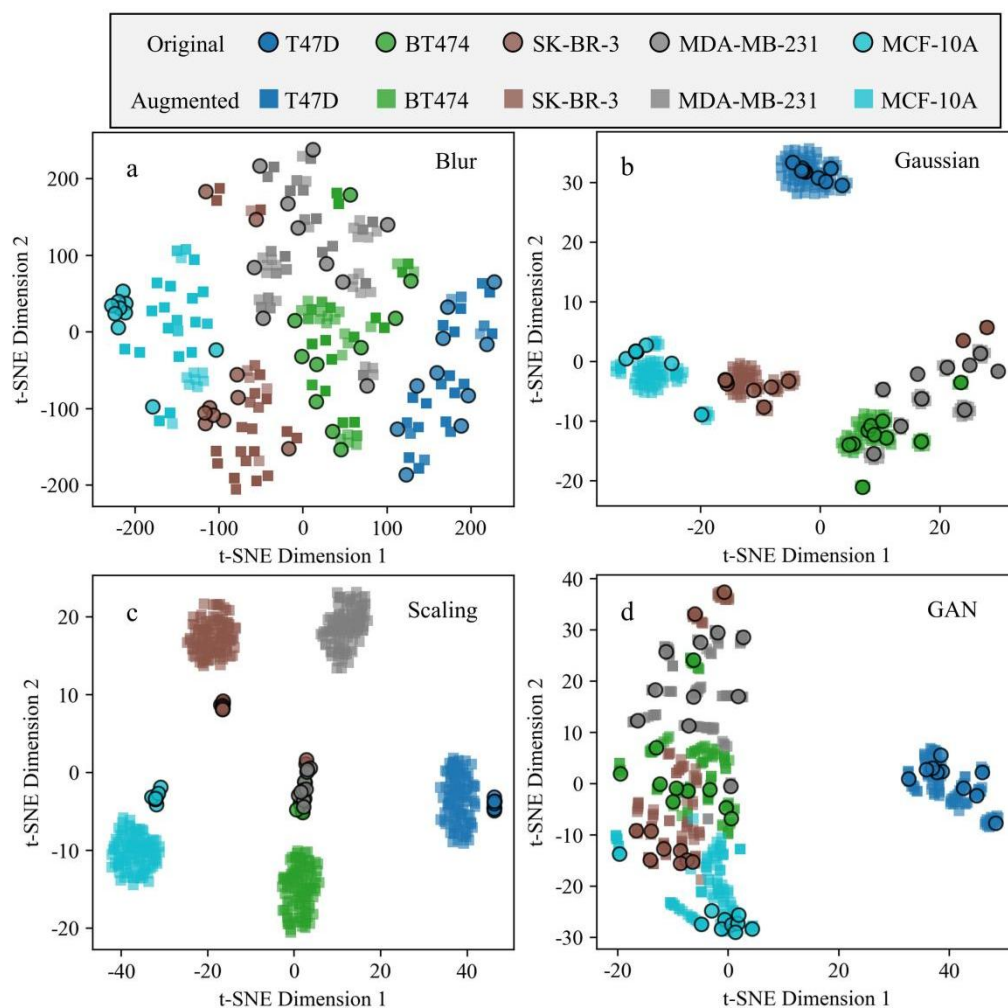 Original T47D BT474 SK-BR-3 MDA-MB-231 MCF-10A
Augmented T47D BT474 SK-BR-3 MDA-MB-231 MCF-10A
a Blur
200
100
0
-100
-200
t-SNE Dimension 2
-200 -100 0 100 200
t-SNE Dimension 1
b Gaussian
30
20
10
0
-10
-20
t-SNE Dimension 2
-20 0 20
t-SNE Dimension 1
c Scaling
20
10
0
-10
-20
t-SNE Dimension 2
-40 -20 0 20 40
t-SNE Dimension 1
d GAN
40
30
20
10
0
-10
-20
-30
t-SNE Dimension 2
-20 0 20 40
t-SNE Dimension 1